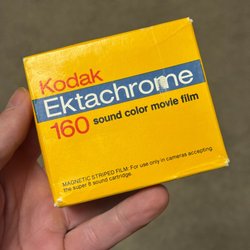 Kodak
Ektachrome
160 sound color movie film
MAGNETIC STRIPED FILM: For use only in cameras accepting
the super 8 sound cartridge.